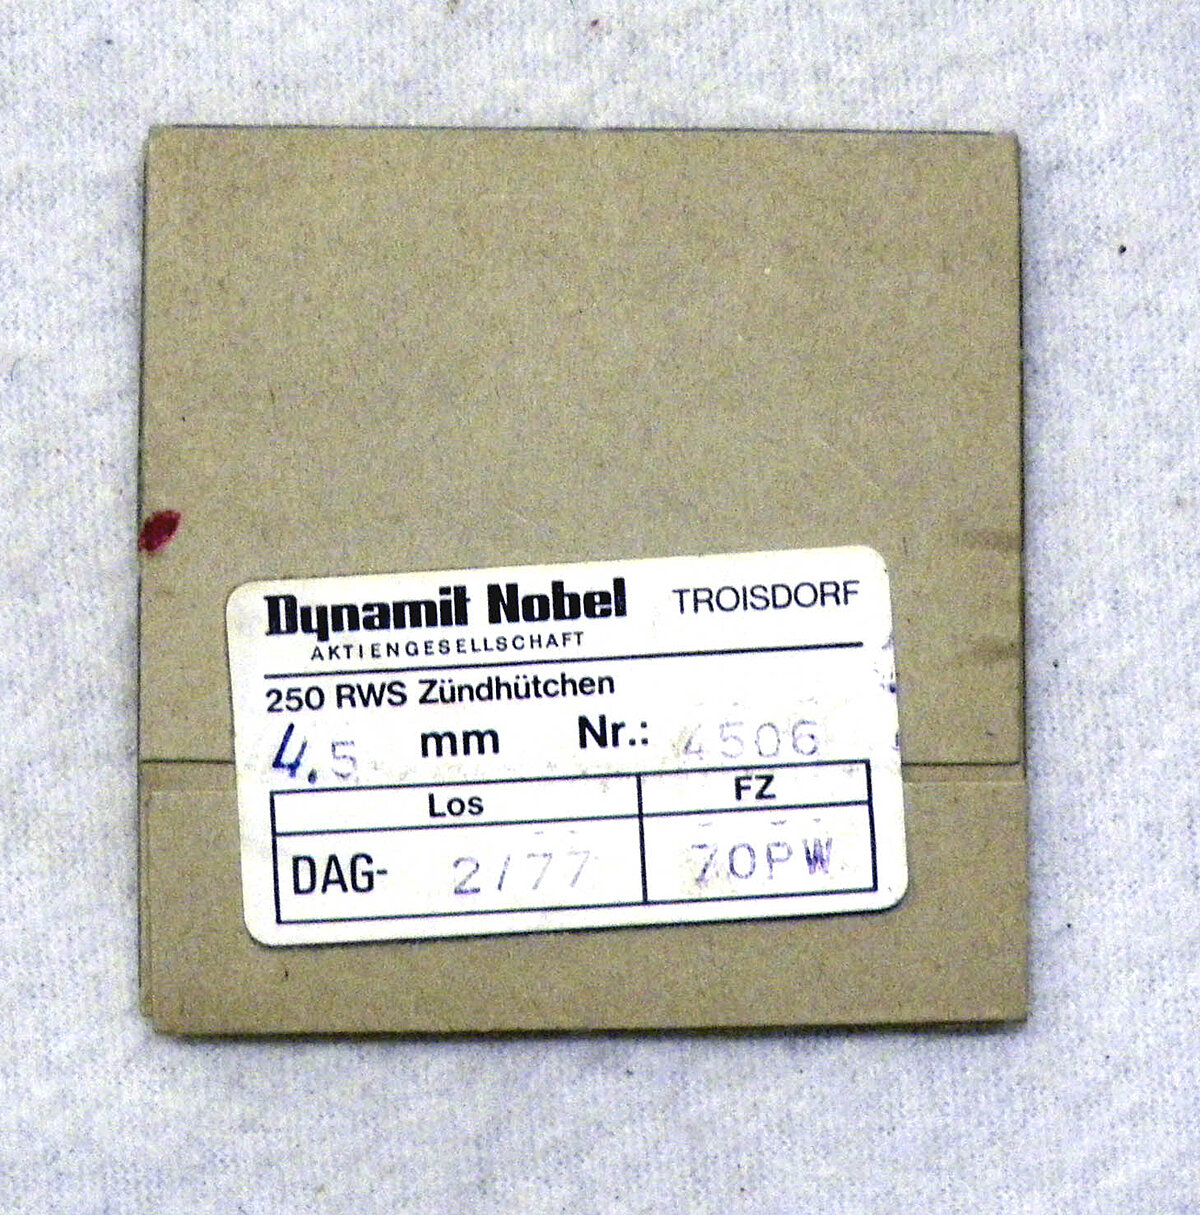 Dynamit Nobel TROISDORF
AKTIENGESELLSCHAFT
250 RWS Zündhütchen
4.5 mm Nr.: 4506
Los FZ
DAG- 2/77 70PW